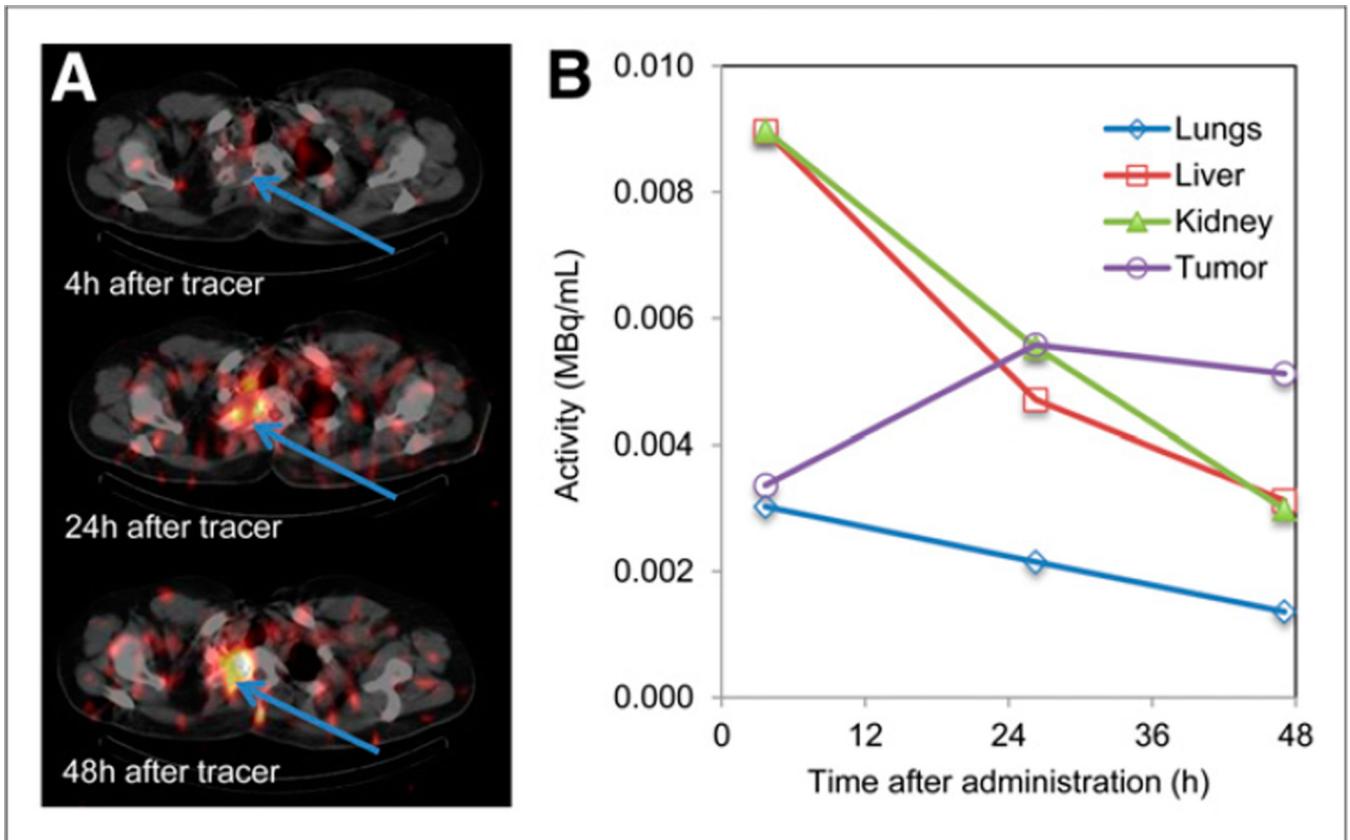 A
4h after tracer
24h after tracer
48h after tracer
B
0.010
0.008
0.006
0.004
0.002
0.000
Activity (MBq/mL)
Lungs
Liver
Kidney
Tumor
0 12 24 36 48
Time after administration (h)